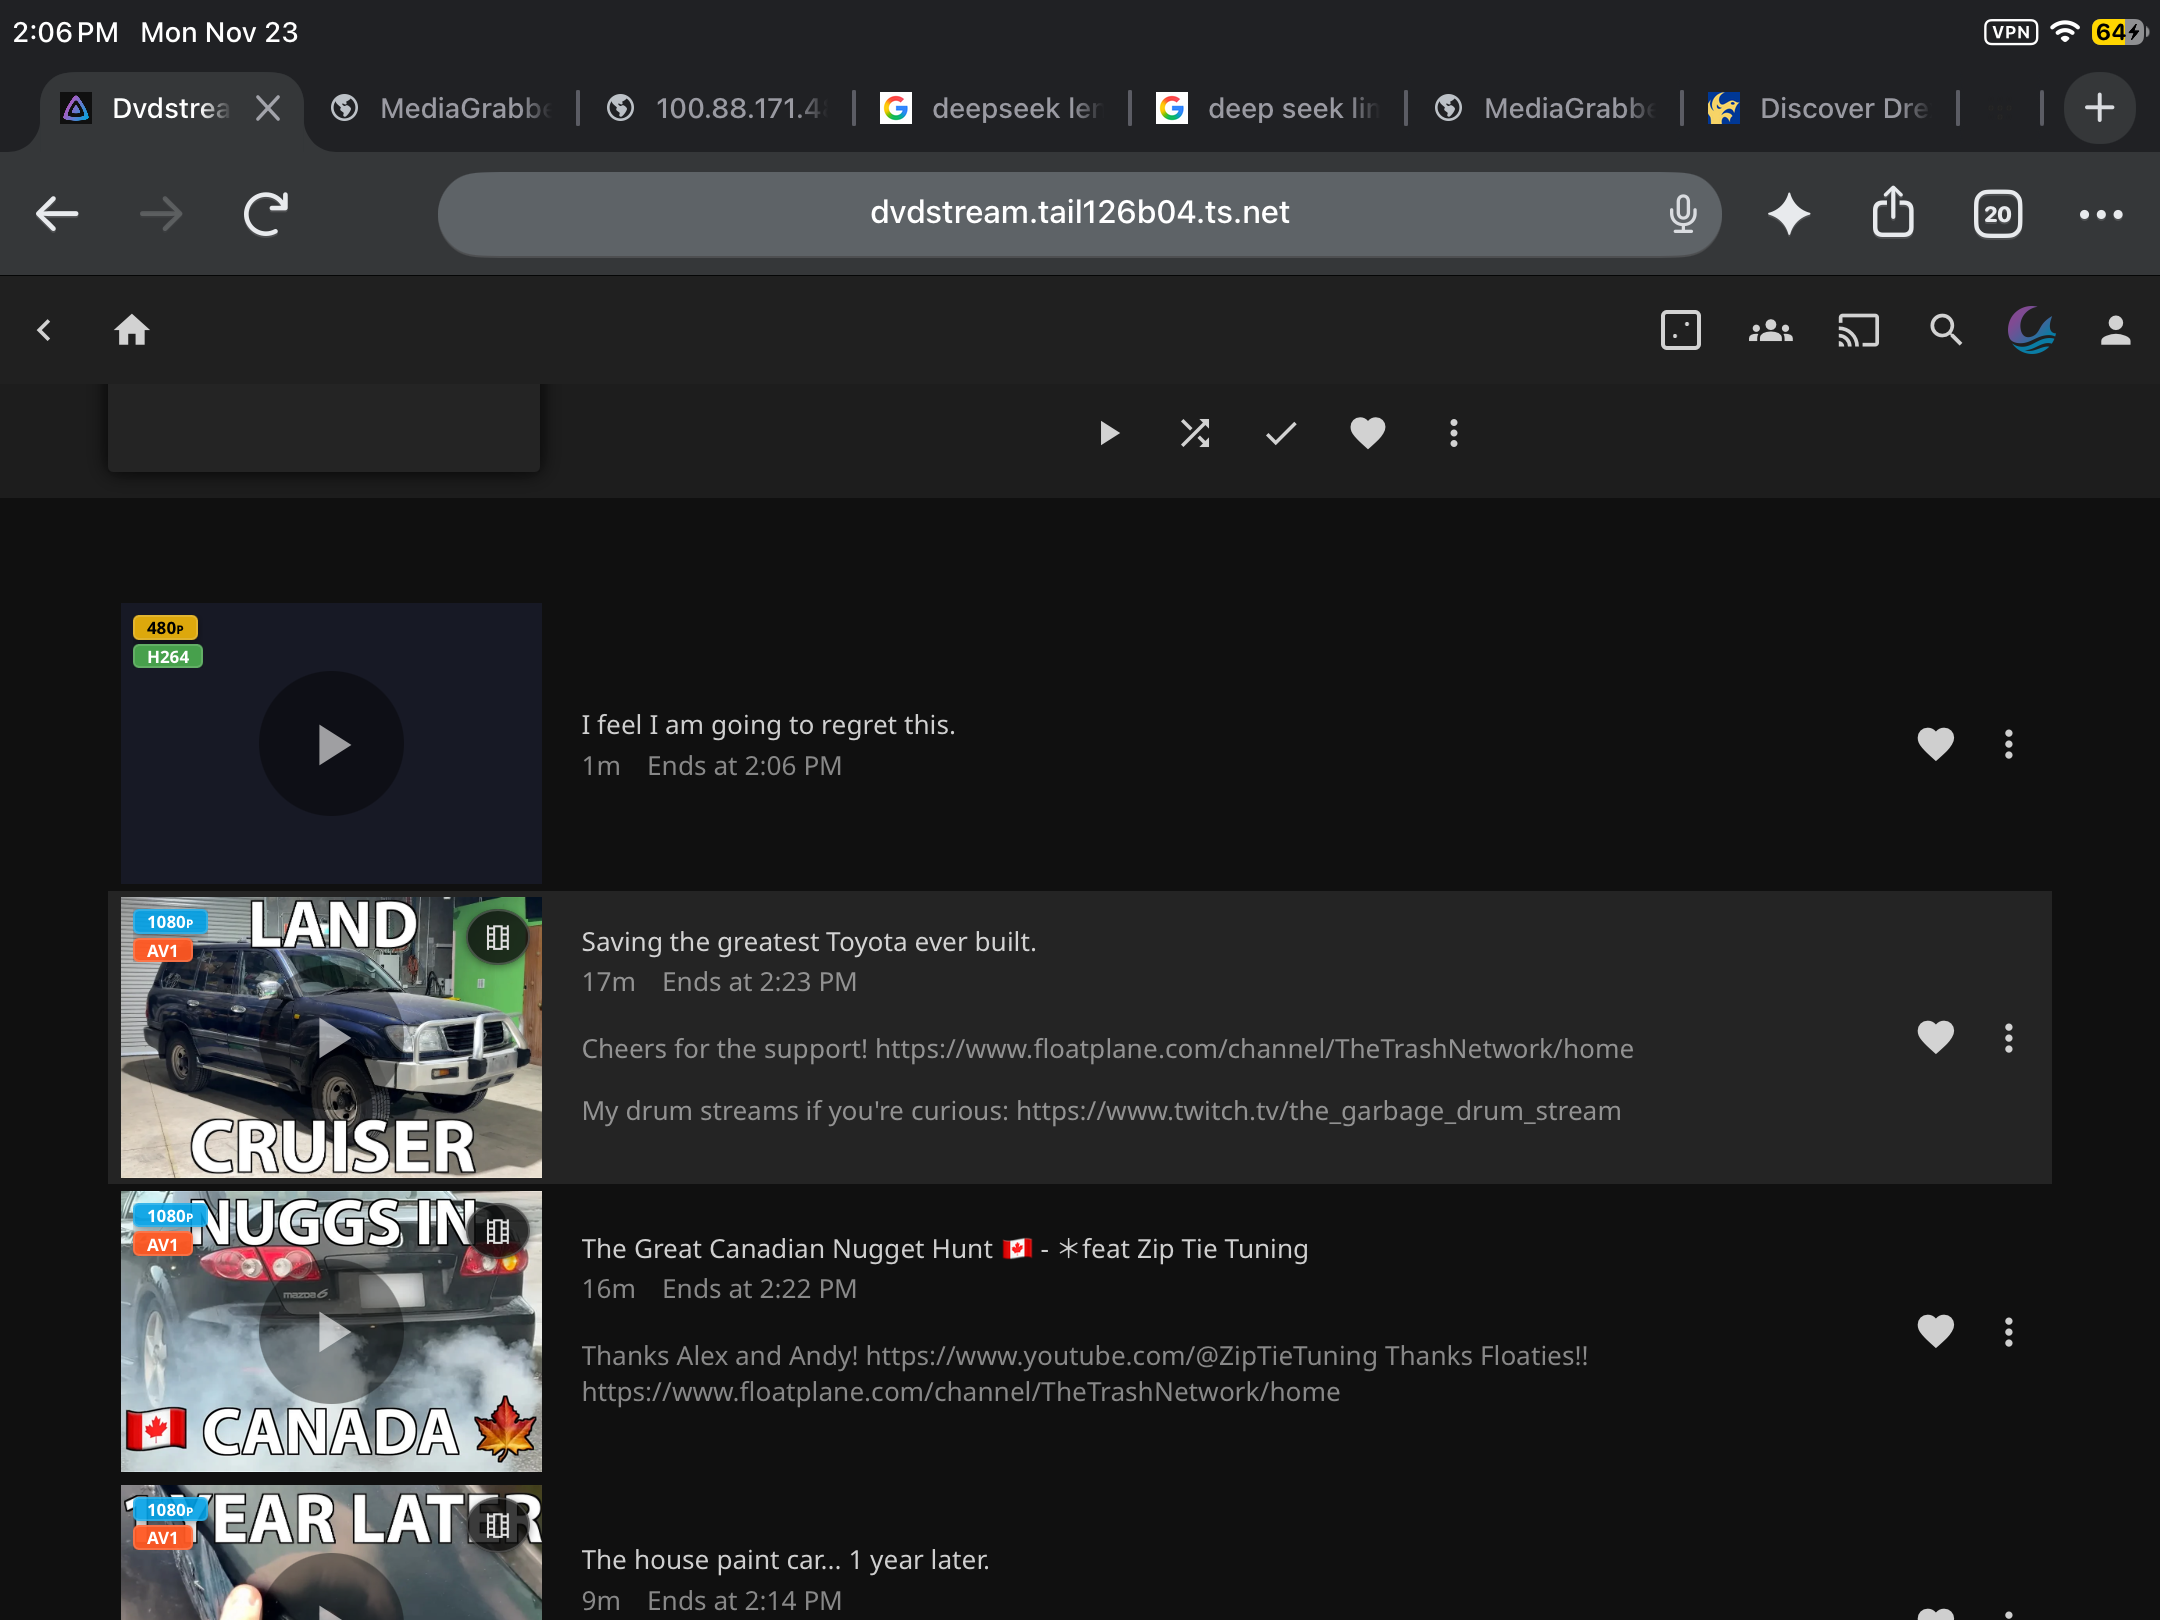 2:06 PM Mon Nov 23
VPN
64
Dvdstrea
MediaGrabbe
100.88.171.4
deepseek ler
deep seek lin
MediaGrabbe
Discover Dre
dvdstream.tail126b04.ts.net
20
480P
H264
I feel I am going to regret this.
1m Ends at 2:06 PM
1080P
AV1
LAND
CRUISER
Saving the greatest Toyota ever built.
17m Ends at 2:23 PM
Cheers for the support! https://www.floatplane.com/channel/TheTrashNetwork/home
My drum streams if you're curious: https://www.twitch.tv/the_garbage_drum_stream
1080P
AV1
NUGGS IN
mazda6
🇨🇦 CANADA 🍁
The Great Canadian Nugget Hunt 🇨🇦 - ✳feat Zip Tie Tuning
16m Ends at 2:22 PM
Thanks Alex and Andy! https://www.youtube.com/@ZipTieTuning Thanks Floaties!!
https://www.floatplane.com/channel/TheTrashNetwork/home
1080P
AV1
1 YEAR LATER
The house paint car... 1 year later.
9m Ends at 2:14 PM